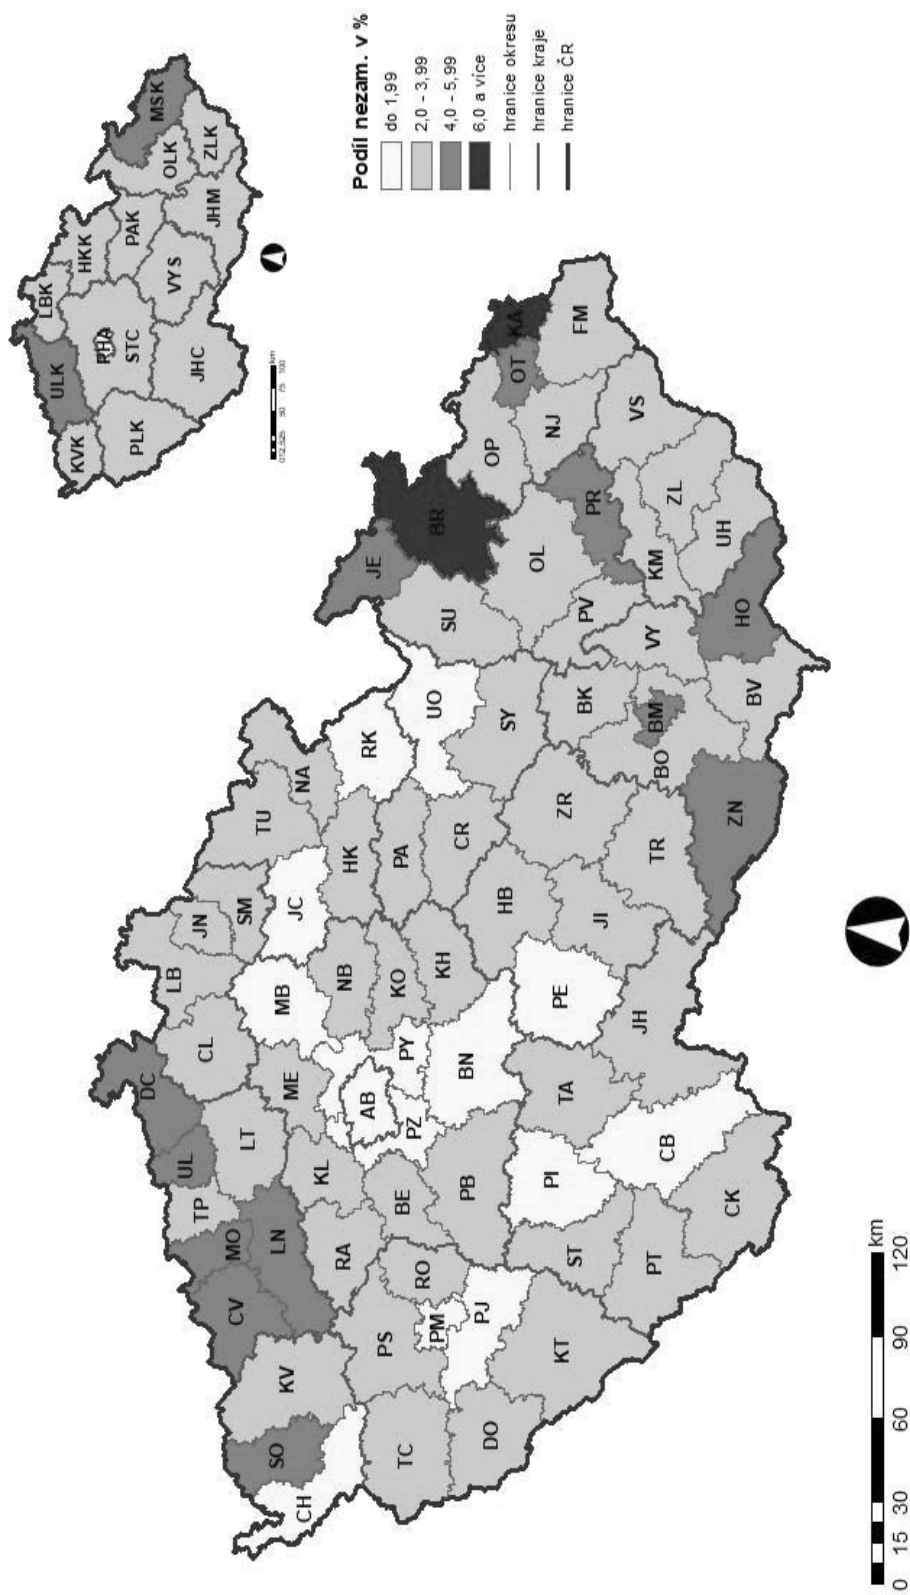 KVK
ULK
LBK
HKK
PHA
STC
PLK
JHC
PAK
VYS
OLK
MSK
JHM
ZLK
km
012,525 50 75 100
Podíl nezam. v %
do 1,99
2,0 - 3,99
4,0 - 5,99
6,0 a více
hranice okresu
hranice kraje
hranice ČR
DC
UL
TP
MO
CV
LN
LT
CL
LB
JN
SM
TU
NA
JC
MB
ME
KL
RA
KV
SO
CH
HK
RK
NB
AB
PY
PZ
KO
KH
PA
CR
UO
SU
JE
BR
BE
RO
PS
PM
PJ
TC
DO
PB
BN
HB
SY
OL
OP
OT
KA
FM
NJ
PR
PV
BK
ZR
PE
TA
PI
ST
KT
PT
CB
CK
JH
JI
TR
BO
BM
VY
KM
ZL
VS
UH
HO
BV
ZN
km
0 15 30 60 90 120